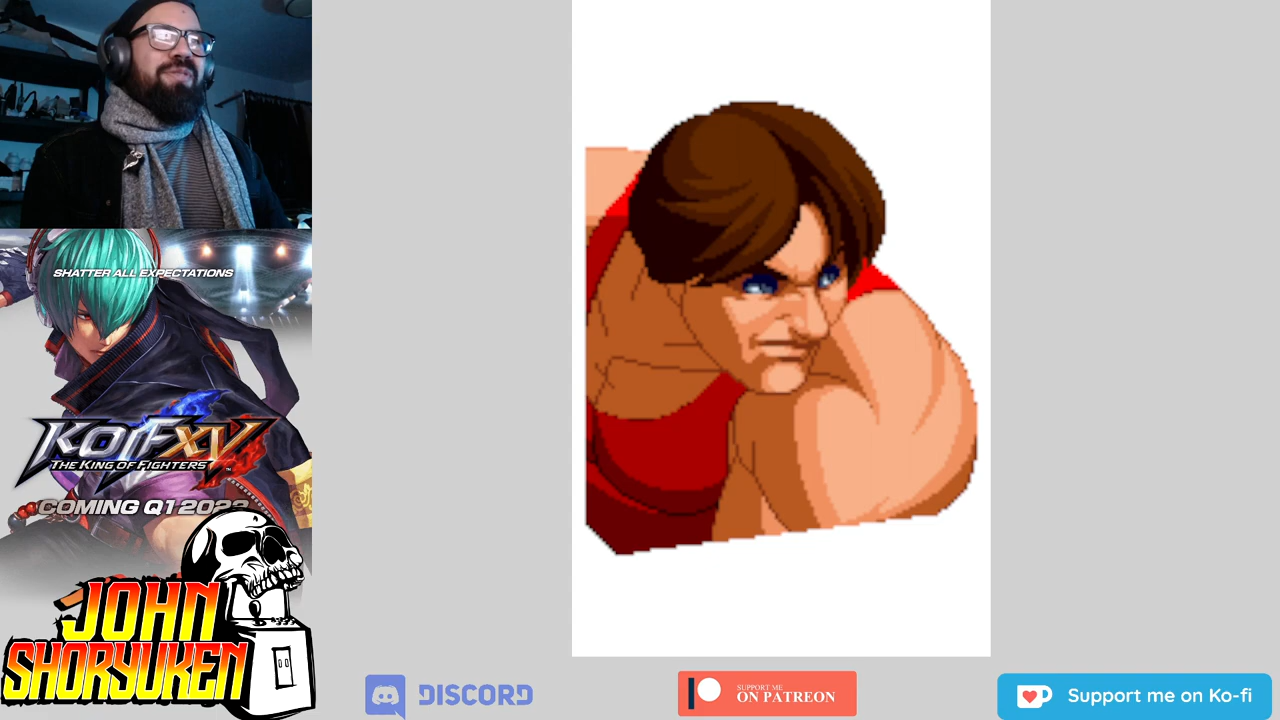 SHATTER ALL EXPECTATIONS
KOF XV
THE KING OF FIGHTERS
COMING Q1 2022
JOHN
SHORYUKEN
DISCORD
SUPPORT ME
ON PATREON
Support me on Ko-fi